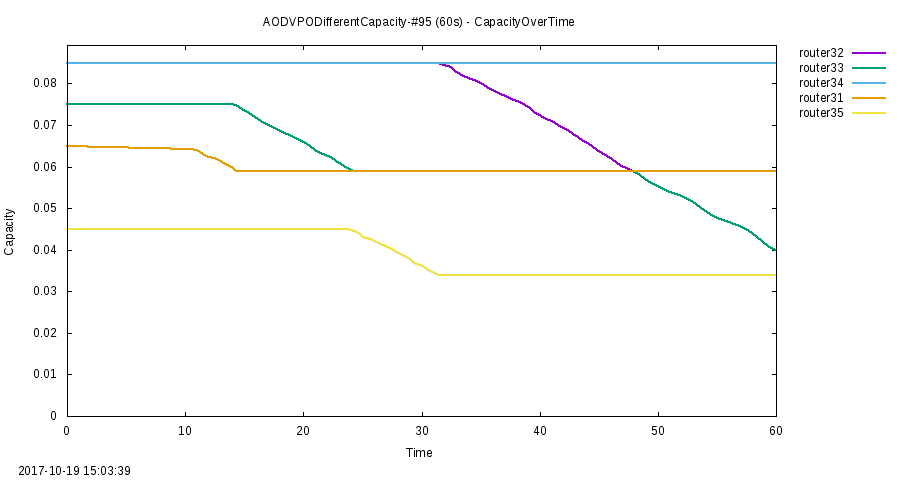 AODVPODifferentCapacity-#95 (60s) - CapacityOverTime
router32
router33
router34
router31
router35
0.08
0.07
0.06
0.05
0.04
0.03
0.02
0.01
0
Capacity
0 10 20 30 40 50 60
Time
2017-10-19 15:03:39